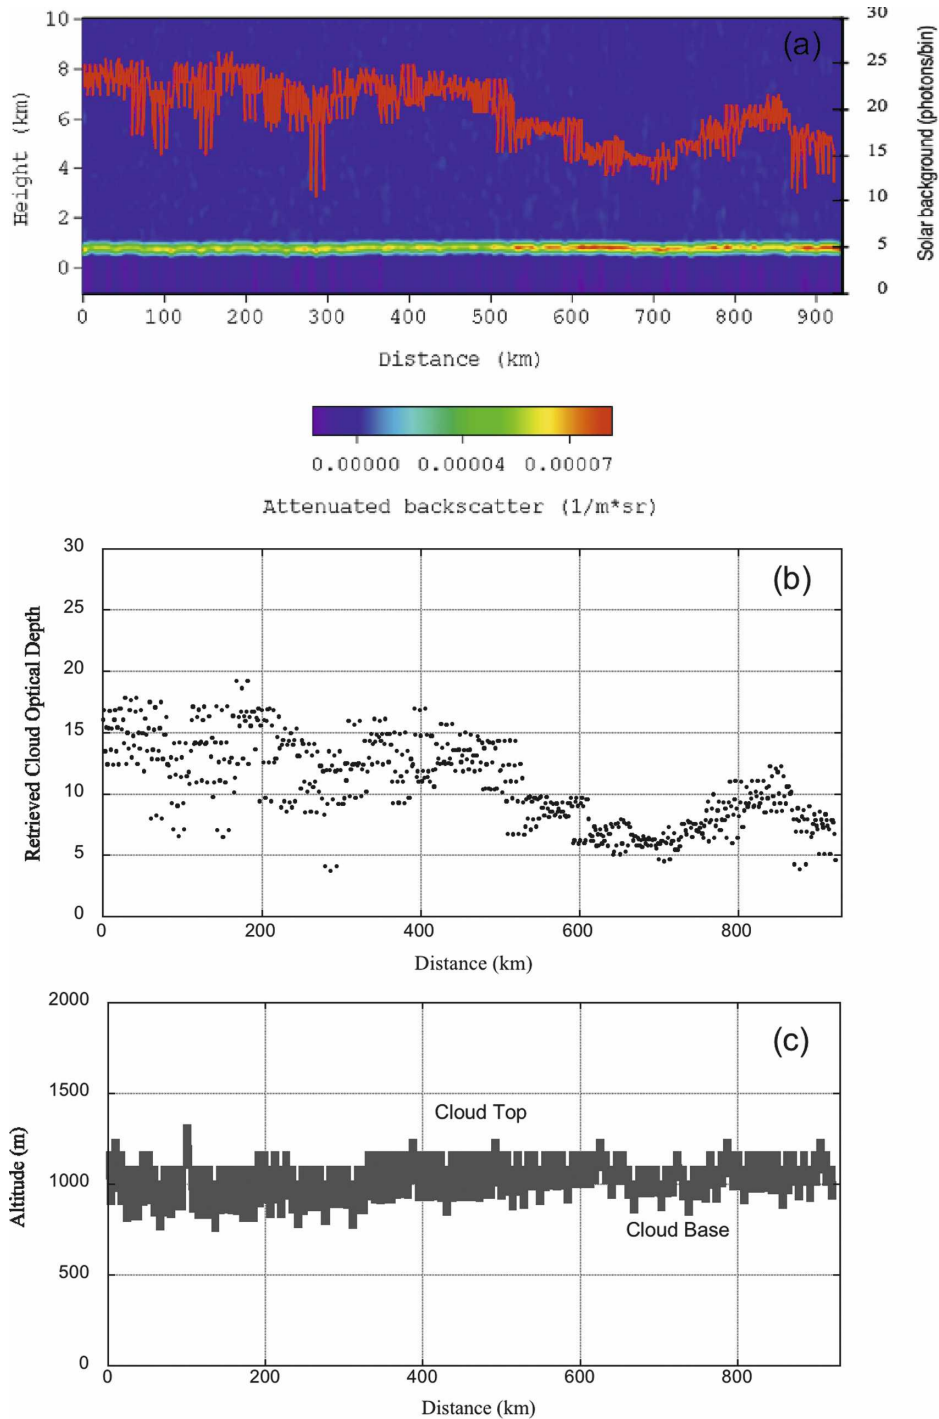 (a)
10
8
6
4
2
0
Height (km)
30
25
20
15
10
5
0
Solar background (photons/bin)
0 100 200 300 400 500 600 700 800 900
Distance (km)
0.00000 0.00004 0.00007
Attenuated backscatter (1/m*sr)
(b)
30
25
20
15
10
5
0
Retrieved Cloud Optical Depth
0 200 400 600 800
Distance (km)
(c)
2000
1500
1000
500
0
Altitude (m)
Cloud Top
Cloud Base
0 200 400 600 800
Distance (km)